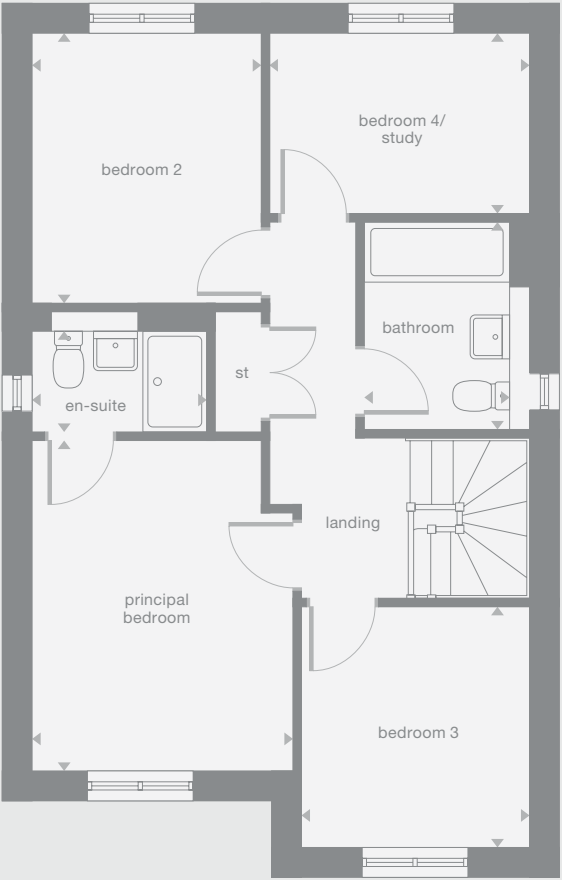 bedroom 2
bedroom 4/
study
bathroom
st
en-suite
landing
principal
bedroom
bedroom 3